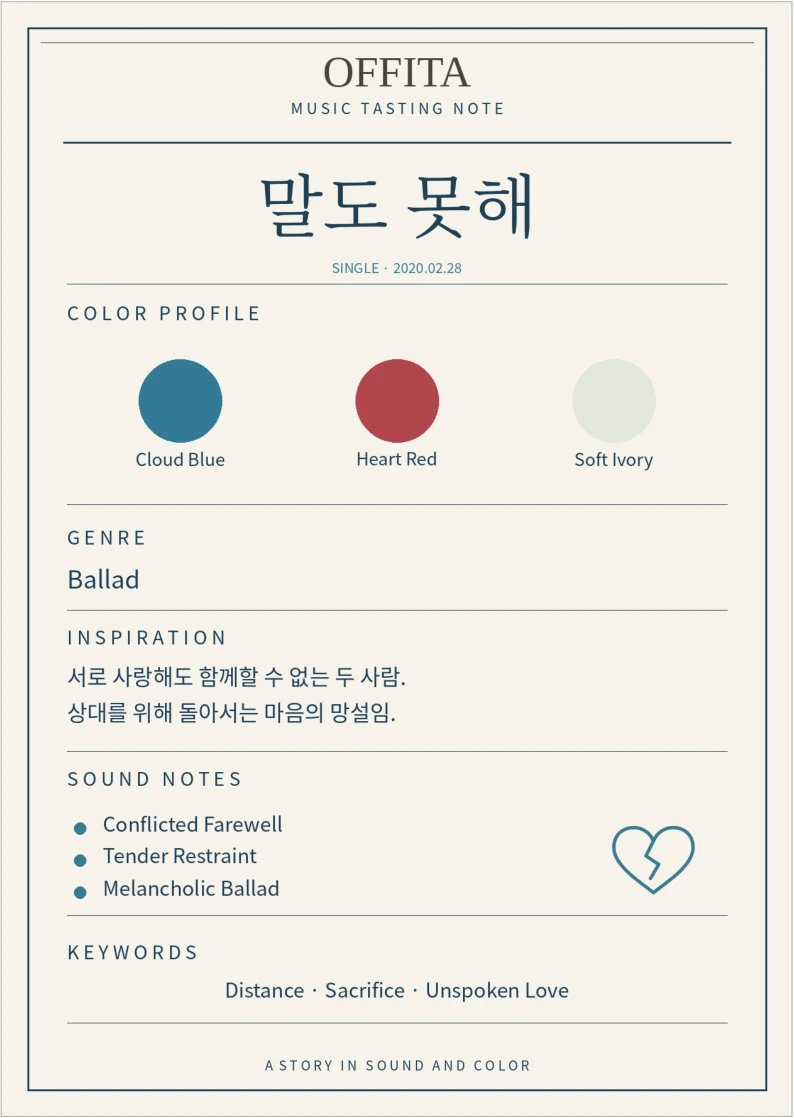 OFFITA
MUSIC TASTING NOTE
말도 못해
SINGLE · 2020.02.28
COLOR PROFILE
Cloud Blue
Heart Red
Soft Ivory
GENRE
Ballad
INSPIRATION
서로 사랑해도 함께할 수 없는 두 사람.
상대를 위해 돌아서는 마음의 망설임.
SOUND NOTES
Conflicted Farewell
Tender Restraint
Melancholic Ballad
KEYWORDS
Distance · Sacrifice · Unspoken Love
A STORY IN SOUND AND COLOR